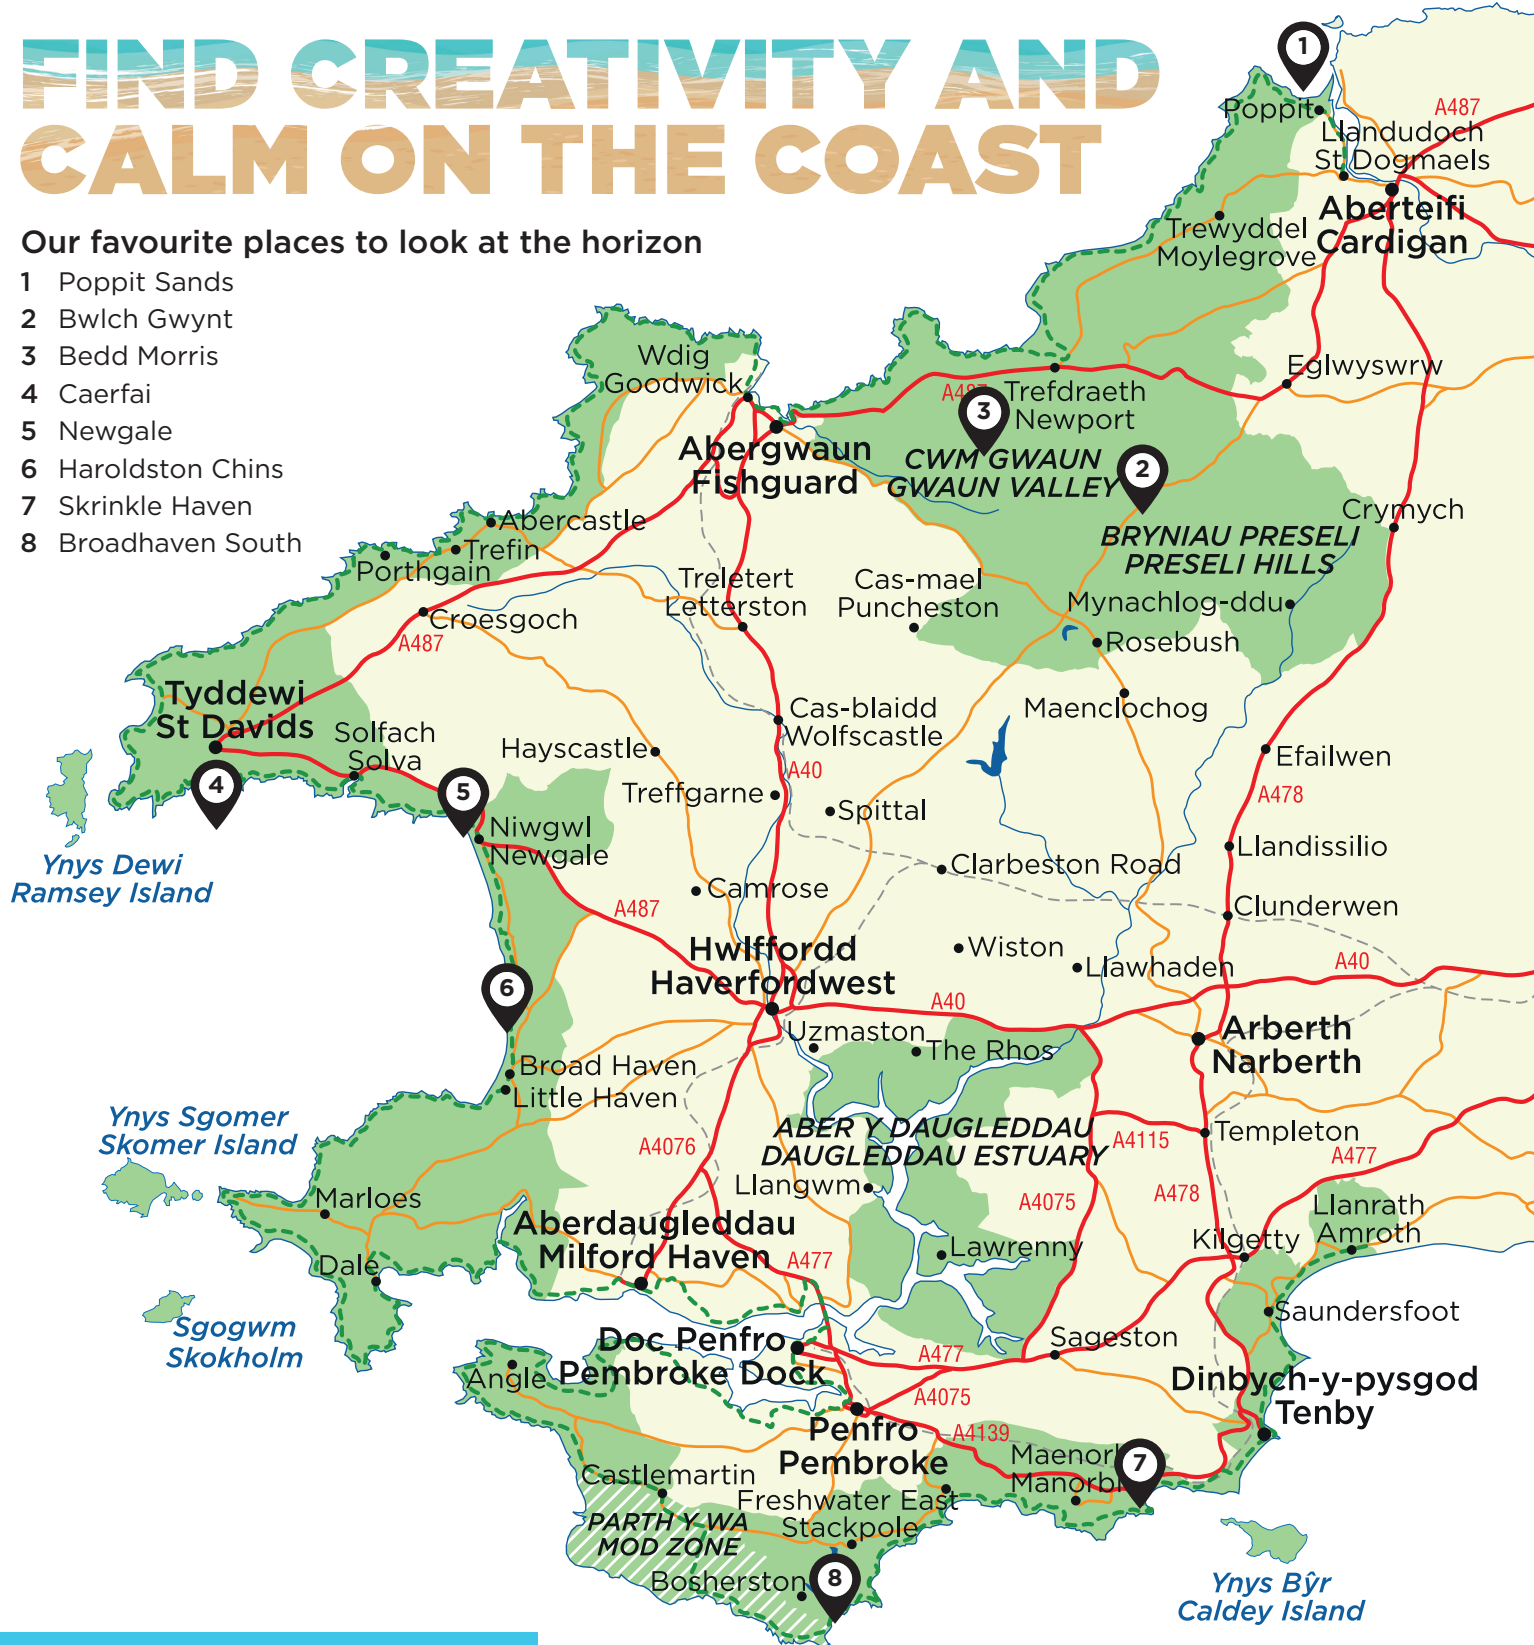 FIND CREATIVITY AND
CALM ON THE COAST
Our favourite places to look at the horizon
1 Poppit Sands
2 Bwlch Gwynt
3 Bedd Morris
4 Caerfai
5 Newgale
6 Haroldston Chins
7 Skrinkle Haven
8 Broadhaven South
1
Poppit
A487
Llandudoch
St Dogmaels
Aberteifi
Cardigan
Trewyddel
Moylegrove
Wdig
Goodwick
Eglwyswrw
A487
Trefdraeth
Newport
3
Abergwaun
Fishguard
CWM GWAUN
GWAUN VALLEY
2
Crymych
BRYNIAU PRESELI
PRESELI HILLS
Abercastle
Trefin
Porthgain
Treletert
Letterston
Cas-mael
Puncheston
Mynachlog-ddu
Croesgoch
A487
Rosebush
Tyddewi
St Davids
Solfach
Solva
Maenclochog
Cas-blaidd
Wolfscastle
Hayscastle
Efailwen
A40
4
5
Treffgarne
Spittal
A478
Niwgwl
Newgale
Llandissilio
Ynys Dewi
Ramsey Island
Clarbeston Road
Camrose
A487
Clunderwen
Hwlffordd
Haverfordwest
Wiston
Llawhaden
A40
6
A40
Uzmaston
The Rhos
Arberth
Narberth
Broad Haven
Little Haven
Ynys Sgomer
Skomer Island
ABER Y DAUGLEDDAU
DAUGLEDDAU ESTUARY
A4076
A4115
Templeton
A477
Llangwm
A4075
A478
Marloes
Llanrath
Amroth
Aberdaugleddau
Milford Haven
A477
Lawrenny
Kilgetty
Dale
Saundersfoot
Sgogwm
Skokholm
Doc Penfro
Pembroke Dock
A477
Sageston
Angle
A4075
Dinbych-y-pysgod
Tenby
Penfro
Pembroke
A4139
Manorbi
7
Castlemartin
Freshwater East
Stackpole
PARTH Y WA
MOD ZONE
Bosherston
8
Ynys Bŷr
Caldey Island